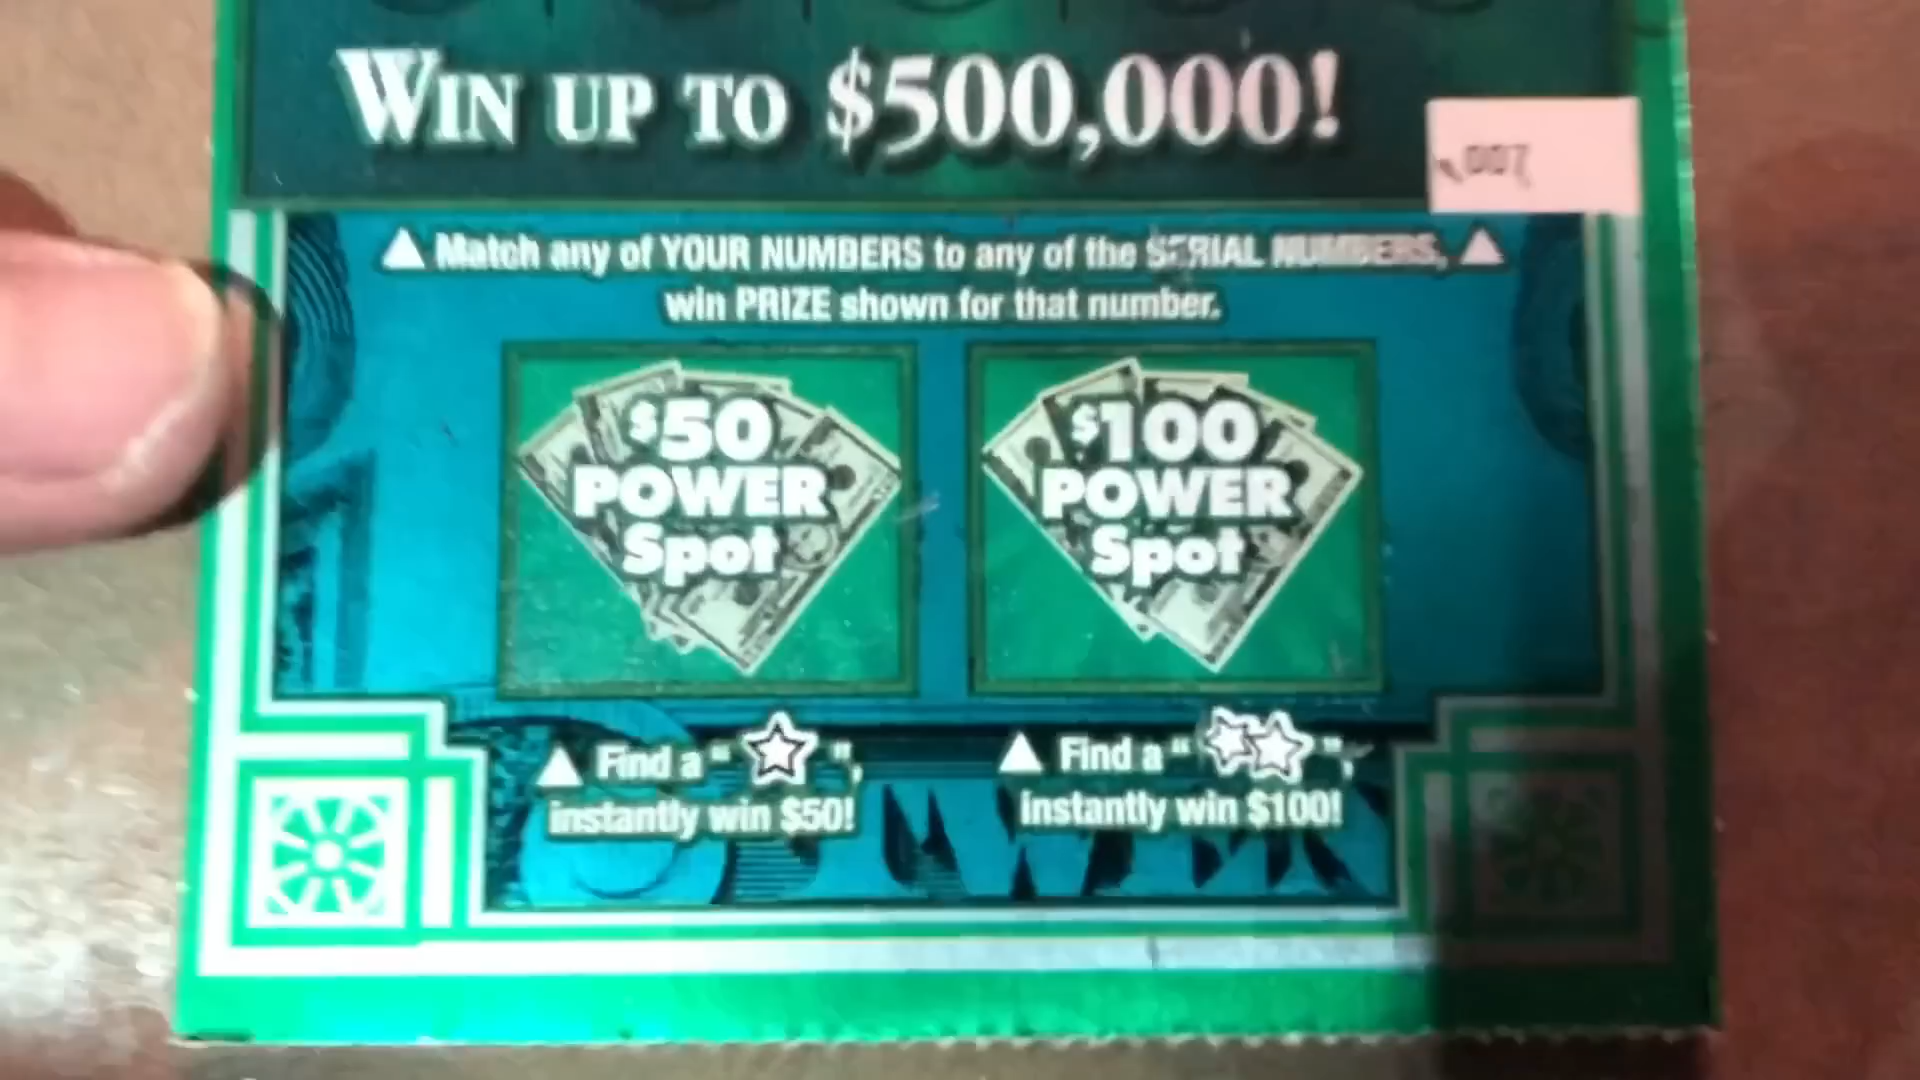 WIN UP TO $500,000!
007
Match any of YOUR NUMBERS to any of the SERIAL NUMBERS,
win PRIZE shown for that number.
$50
POWER
Spot
$100
POWER
Spot
Find a " ",
instantly win $50!
Find a " ",
instantly win $100!